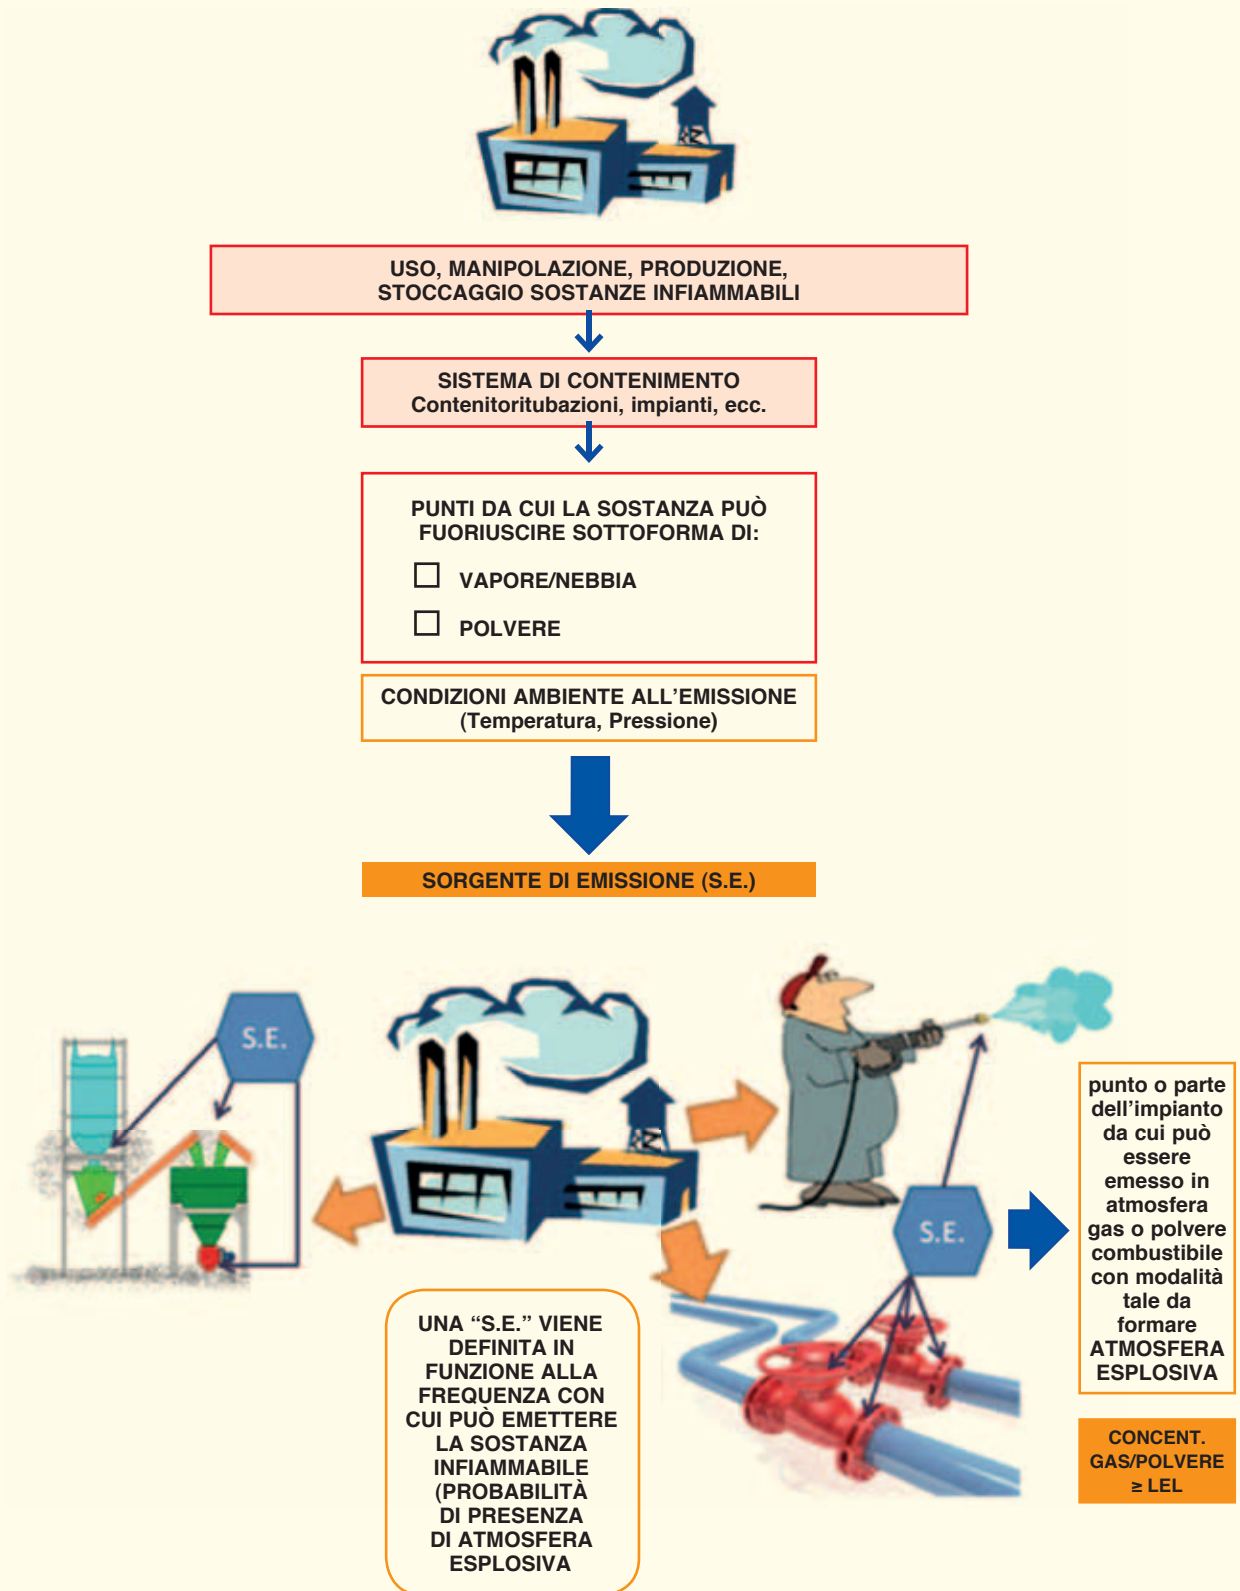 USO, MANIPOLAZIONE, PRODUZIONE,
STOCCAGGIO SOSTANZE INFIAMMABILI
SISTEMA DI CONTENIMENTO
Contenitoritubazioni, impianti, ecc.
PUNTI DA CUI LA SOSTANZA PUÒ
FUORIUSCIRE SOTTOFORMA DI:
VAPORE/NEBBIA
POLVERE
CONDIZIONI AMBIENTE ALL'EMISSIONE
(Temperatura, Pressione)
SORGENTE DI EMISSIONE (S.E.)
S.E.
S.E.
punto o parte
dell'impianto
da cui può
essere
emesso in
atmosfera
gas o polvere
combustibile
con modalità
tale da
formare
ATMOSFERA
ESPLOSIVA
UNA “S.E.” VIENE
DEFINITA IN
FUNZIONE ALLA
FREQUENZA CON
CUI PUÒ EMETTERE
LA SOSTANZA
INFIAMMABILE
(PROBABILITÀ
DI PRESENZA
DI ATMOSFERA
ESPLOSIVA
CONCENT.
GAS/POLVERE
≥ LEL